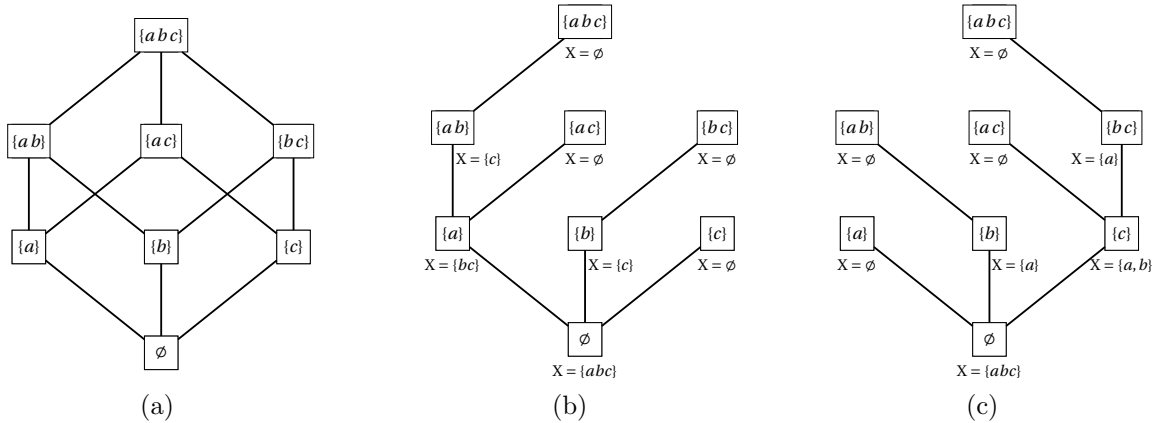 {a b c}
{a b} {a c} {b c}
{a} {b} {c}
∅
(a)
{a b c}
X = ∅
{a b} {a c} {b c}
X = {c} X = ∅ X = ∅
{a} {b} {c}
X = {bc} X = {c} X = ∅
∅
X = {abc}
(b)
{a b c}
X = ∅
{a b} {a c} {b c}
X = ∅ X = ∅ X = {a}
{a} {b} {c}
X = ∅ X = {a} X = {a, b}
∅
X = {abc}
(c)